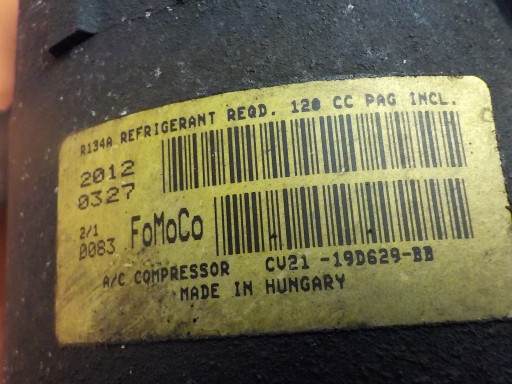 R134A REFRIGERANT REQD. 120 CC PAG INCL.
2012
0327
2/1
0083 FoMoCo
A/C COMPRESSOR CV21 -19D629-BB
MADE IN HUNGARY